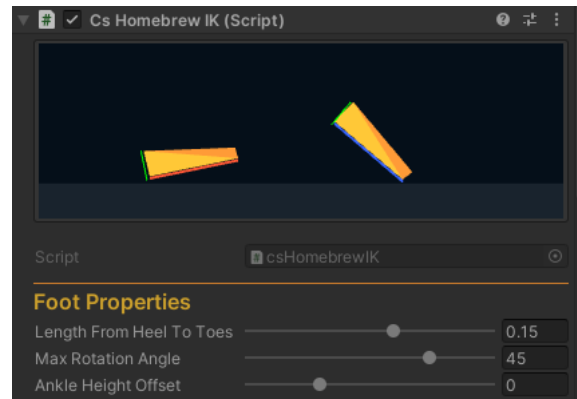 Cs Homebrew IK (Script)
Script csHomebrewIK
Foot Properties
Length From Heel To Toes 0.15
Max Rotation Angle 45
Ankle Height Offset 0